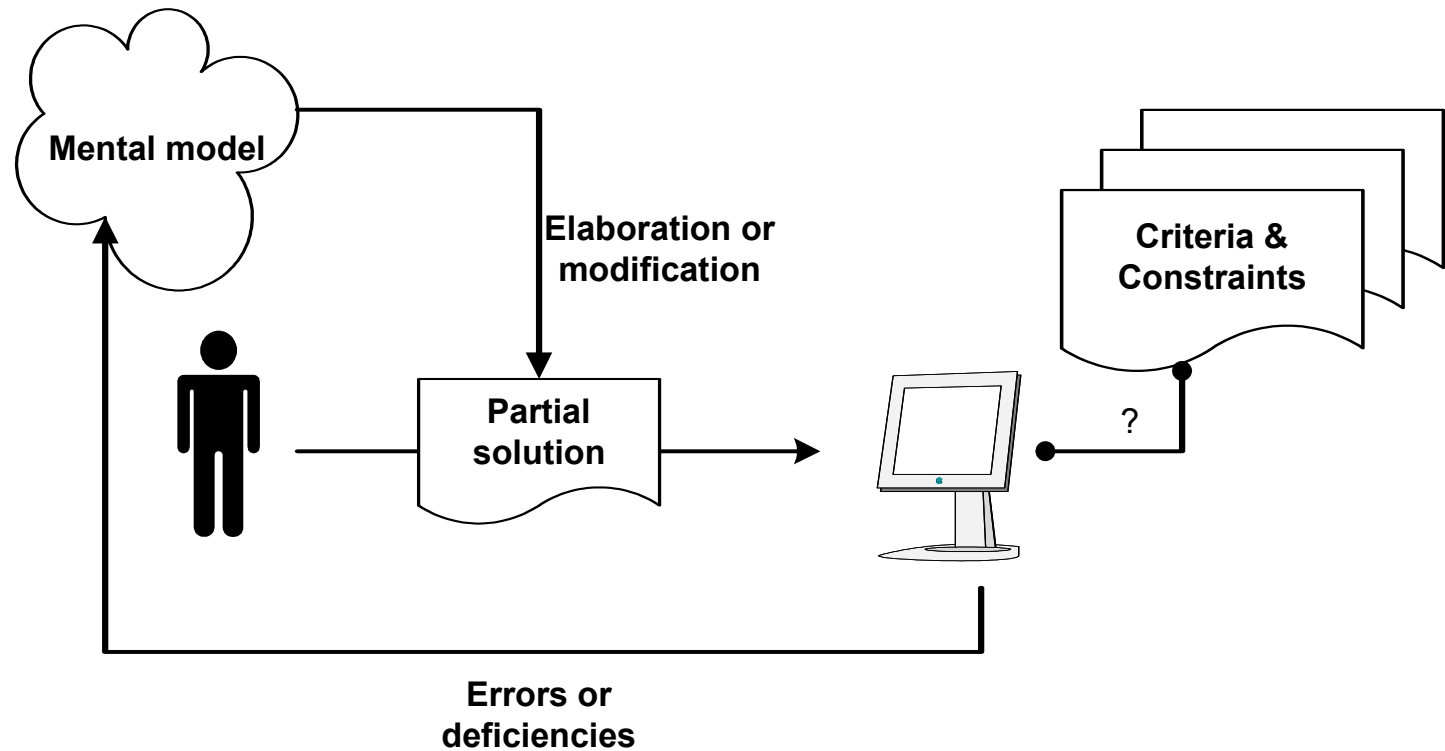 Mental model
Elaboration or
modification
Criteria &
Constraints
Partial
solution
?
Errors or
deficiencies